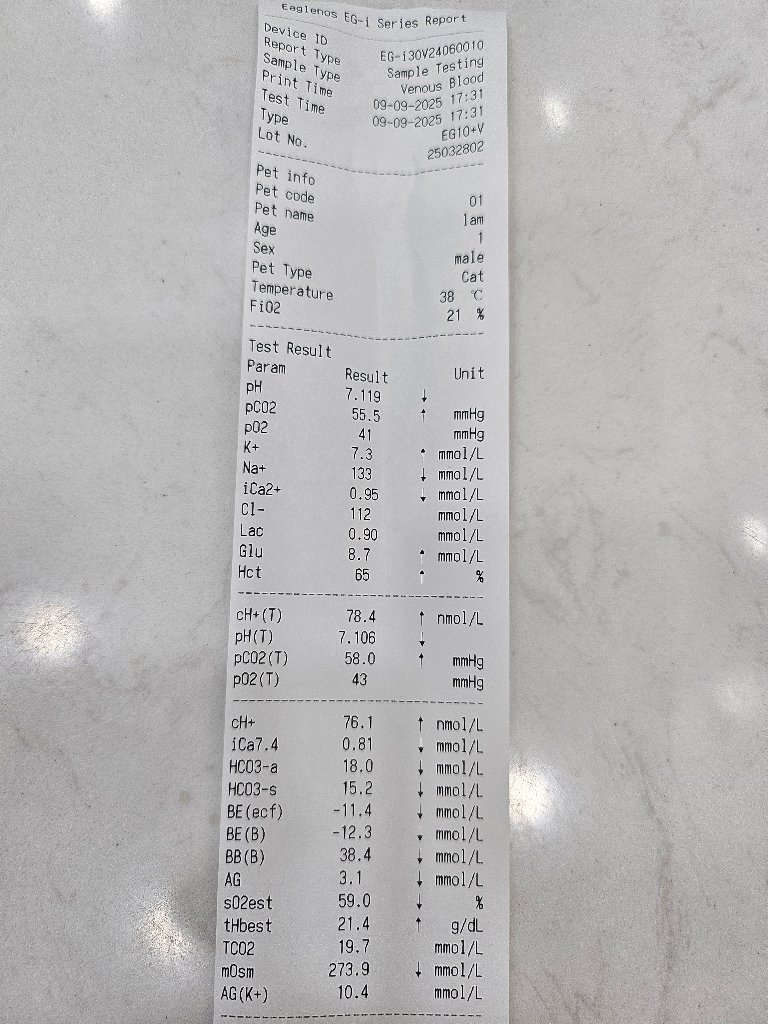 Eaglenos EG-i Series Report
Device ID EG-i30V24060010
Report Type Sample Testing
Sample Type Venous Blood
Print Time 09-09-2025 17:31
Test Time 09-09-2025 17:31
Type EG10+V
Lot No. 25032802
Pet info
Pet code 01
Pet name lam
Age 1
Sex male
Pet Type Cat
Temperature 38 ℃
FiO2 21 %
Test Result
Param Result Unit
pH 7.119 ↓
pCO2 55.5 ↑ mmHg
pO2 41 mmHg
K+ 7.3 ↑ mmol/L
Na+ 133 ↓ mmol/L
iCa2+ 0.95 ↓ mmol/L
Cl- 112 mmol/L
Lac 0.90 mmol/L
Glu 8.7 ↑ mmol/L
Hct 65 ↑ %
cH+(T) 78.4 ↑ nmol/L
pH(T) 7.106 ↓
pCO2(T) 58.0 ↑ mmHg
pO2(T) 43 mmHg
cH+ 76.1 ↑ nmol/L
iCa7.4 0.81 ↓ mmol/L
HCO3-a 18.0 ↓ mmol/L
HCO3-s 15.2 ↓ mmol/L
BE(ecf) -11.4 ↓ mmol/L
BE(B) -12.3 ↓ mmol/L
BB(B) 38.4 ↓ mmol/L
AG 3.1 ↓ mmol/L
sO2est 59.0 ↓ %
tHbest 21.4 ↑ g/dL
TCO2 19.7 mmol/L
mOsm 273.9 ↓ mmol/L
AG(K+) 10.4 mmol/L